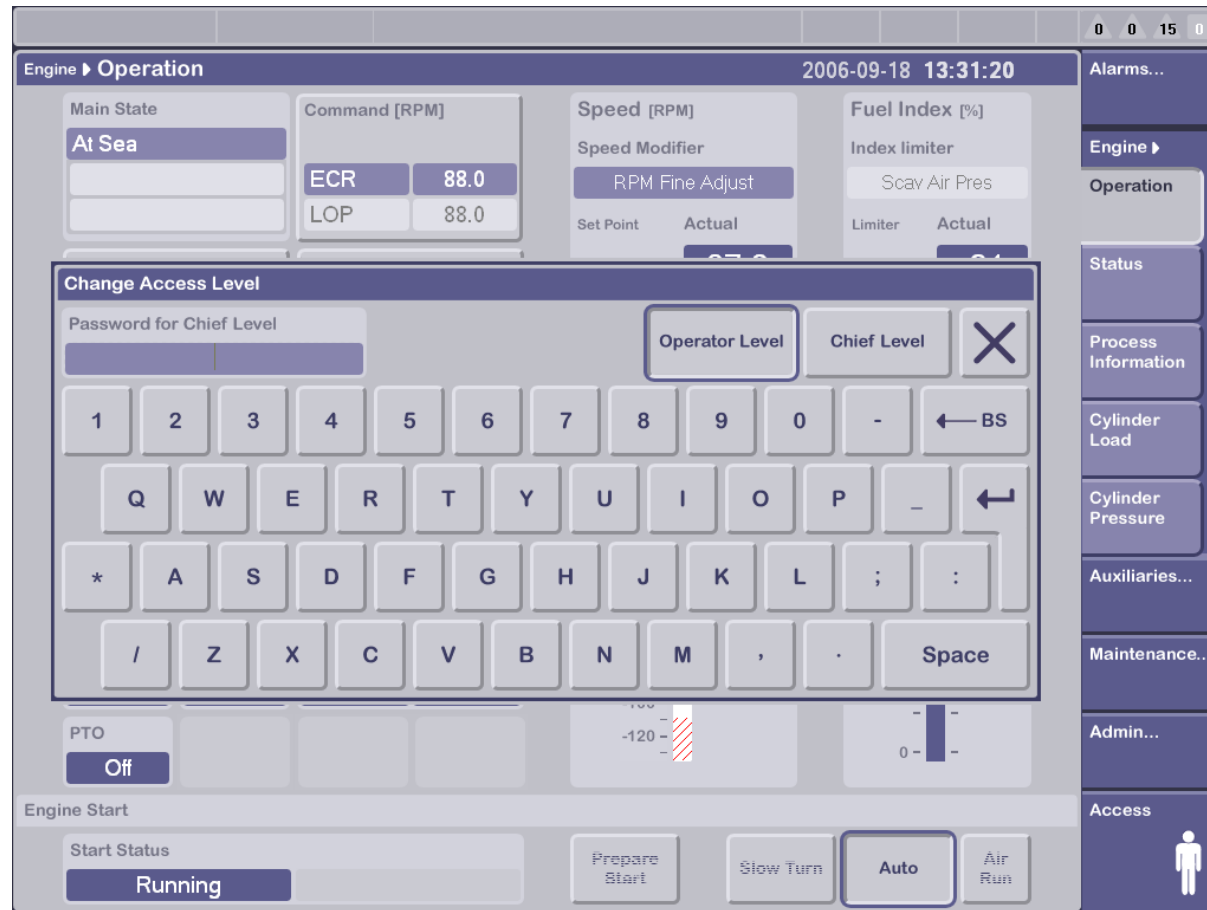 0 0 15 0
Engine Operation 2006-09-18 13:31:20
Alarms...
Main State
At Sea
Command [RPM]
ECR 88.0
LOP 88.0
Speed [RPM]
Speed Modifier
RPM Fine Adjust
Set Point Actual
Fuel Index [%]
Index limiter
Scav Air Pres
Limiter Actual
Engine
Operation
Status
Process
Information
Cylinder
Load
Cylinder
Pressure
Auxiliaries...
Maintenance..
Admin...
Access
Change Access Level
Password for Chief Level
Operator Level Chief Level
1 2 3 4 5 6 7 8 9 0 - BS
Q W E R T Y U I O P _
* A S D F G H J K L ; :
/ Z X C V B N M , . Space
PTO
Off
-120
0
Engine Start
Start Status
Running
Prepare
Start
Slow Turn
Auto
Air
Run